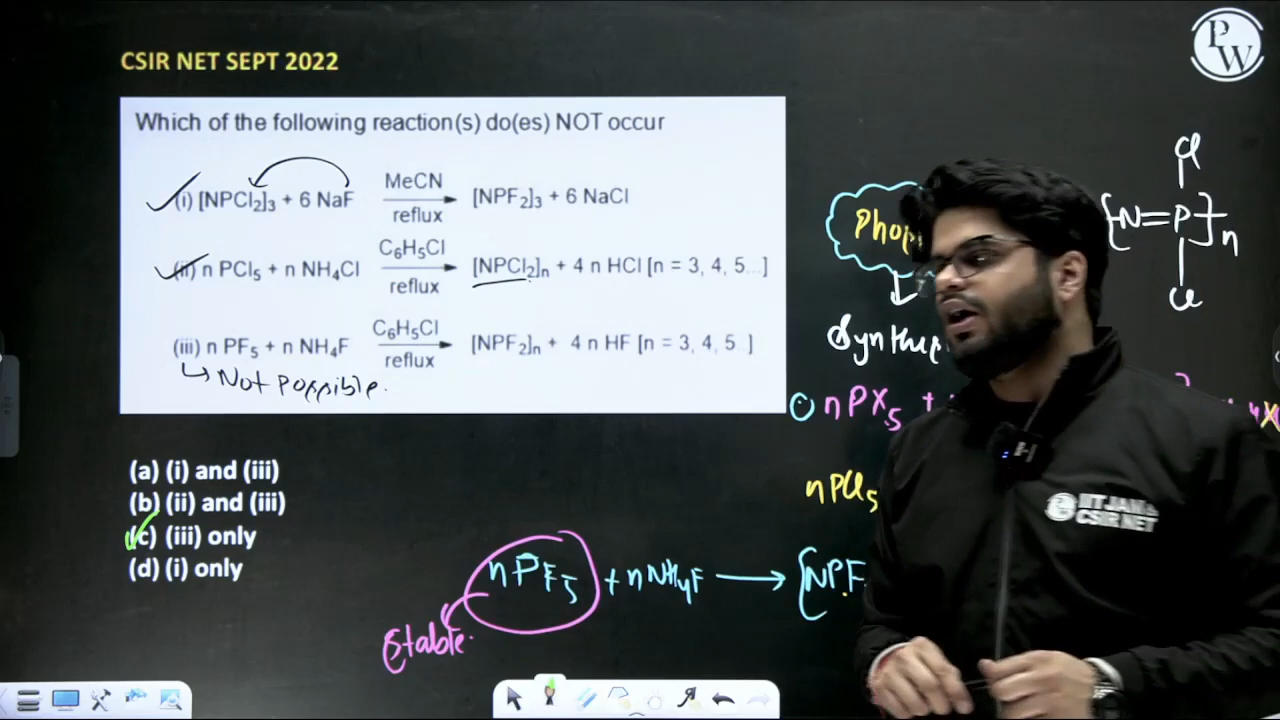 CSIR NET SEPT 2022
PW
Which of the following reaction(s) do(es) NOT occur
(i) [NPCl₂]₃ + 6 NaF MeCN reflux [NPF₂]₃ + 6 NaCl
(ii) n PCl₅ + n NH₄Cl C₆H₅Cl reflux [NPCl₂]ₙ + 4 n HCl [n = 3, 4, 5...]
(iii) n PF₅ + n NH₄F C₆H₅Cl reflux [NPF₂]ₙ + 4 n HF [n = 3, 4, 5 ]
Not Possible.
(a) (i) and (iii)
(b) (ii) and (iii)
(c) (iii) only
(d) (i) only
nPF₅ + nNH₄F → [NPF
Stable.
Cl
[N=P]n
Cl
nPX₅ +
nPCl₅
IIT JAM &
CSIR NET